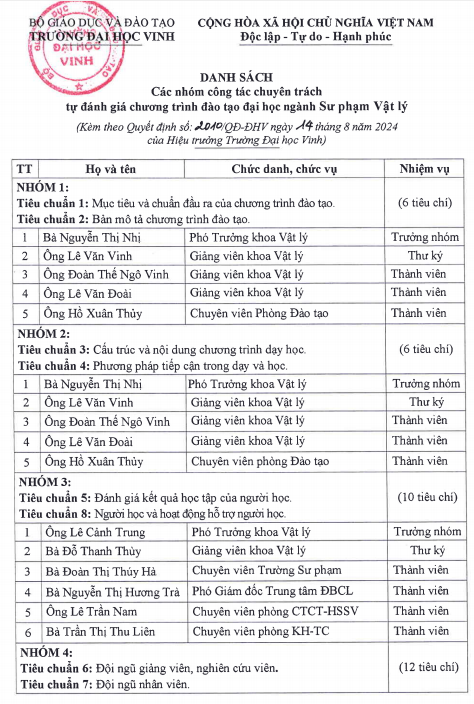 BỘ GIÁO DỤC VÀ ĐÀO TẠO CỘNG HÒA XÃ HỘI CHỦ NGHĨA VIỆT NAM
TRƯỜNG ĐẠI HỌC VINH Độc lập - Tự do - Hạnh phúc
TRƯỜNG
ĐẠI HỌC
VINH
DANH SÁCH
Các nhóm công tác chuyên trách
tự đánh giá chương trình đào tạo đại học ngành Sư phạm Vật lý
(Kèm theo Quyết định số: 2010/QĐ-ĐHV ngày 14 tháng 8 năm 2024
của Hiệu trưởng Trường Đại học Vinh)
TT Họ và tên Chức danh, chức vụ Nhiệm vụ
NHÓM 1:
Tiêu chuẩn 1: Mục tiêu và chuẩn đầu ra của chương trình đào tạo. (6 tiêu chí)
Tiêu chuẩn 2: Bản mô tả chương trình đào tạo.
1 Bà Nguyễn Thị Nhị Phó Trưởng khoa Vật lý Trưởng nhóm
2 Ông Lê Văn Vinh Giảng viên khoa Vật lý Thư ký
3 Ông Đoàn Thế Ngô Vinh Giảng viên khoa Vật lý Thành viên
4 Ông Lê Văn Đoài Giảng viên khoa Vật lý Thành viên
5 Ông Hồ Xuân Thủy Chuyên viên Phòng Đào tạo Thành viên
NHÓM 2:
Tiêu chuẩn 3: Cấu trúc và nội dung chương trình dạy học. (6 tiêu chí)
Tiêu chuẩn 4: Phương pháp tiếp cận trong dạy và học.
1 Bà Nguyễn Thị Nhị Phó Trưởng khoa Vật lý Trưởng nhóm
2 Ông Lê Văn Vinh Giảng viên khoa Vật lý Thư ký
3 Ông Đoàn Thế Ngô Vinh Giảng viên khoa Vật lý Thành viên
4 Ông Lê Văn Đoài Giảng viên khoa Vật lý Thành viên
5 Ông Hồ Xuân Thủy Chuyên viên phòng Đào tạo Thành viên
NHÓM 3:
Tiêu chuẩn 5: Đánh giá kết quả học tập của người học. (10 tiêu chí)
Tiêu chuẩn 8: Người học và hoạt động hỗ trợ người học.
1 Ông Lê Cảnh Trung Phó Trưởng khoa Vật lý Trưởng nhóm
2 Bà Đỗ Thanh Thùy Giảng viên khoa Vật lý Thư ký
3 Bà Đoàn Thị Thúy Hà Chuyên viên Trường Sư phạm Thành viên
4 Bà Nguyễn Thị Hương Trà Phó Giám đốc Trung tâm ĐBCL Thành viên
5 Ông Lê Trần Nam Chuyên viên phòng CTCT-HSSV Thành viên
6 Bà Trần Thị Thu Liên Chuyên viên phòng KH-TC Thành viên
NHÓM 4:
Tiêu chuẩn 6: Đội ngũ giảng viên, nghiên cứu viên. (12 tiêu chí)
Tiêu chuẩn 7: Đội ngũ nhân viên.